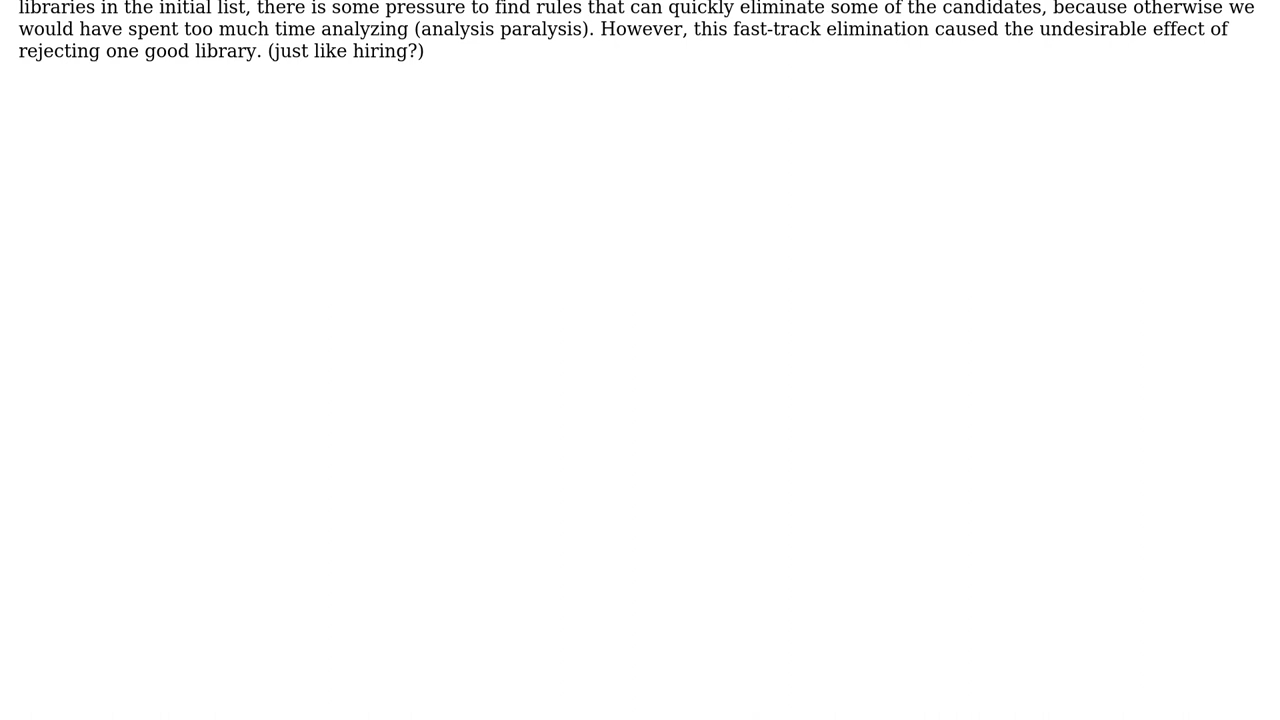 libraries in the initial list, there is some pressure to find rules that can quickly eliminate some of the candidates, because otherwise we
would have spent too much time analyzing (analysis paralysis). However, this fast-track elimination caused the undesirable effect of
rejecting one good library. (just like hiring?)